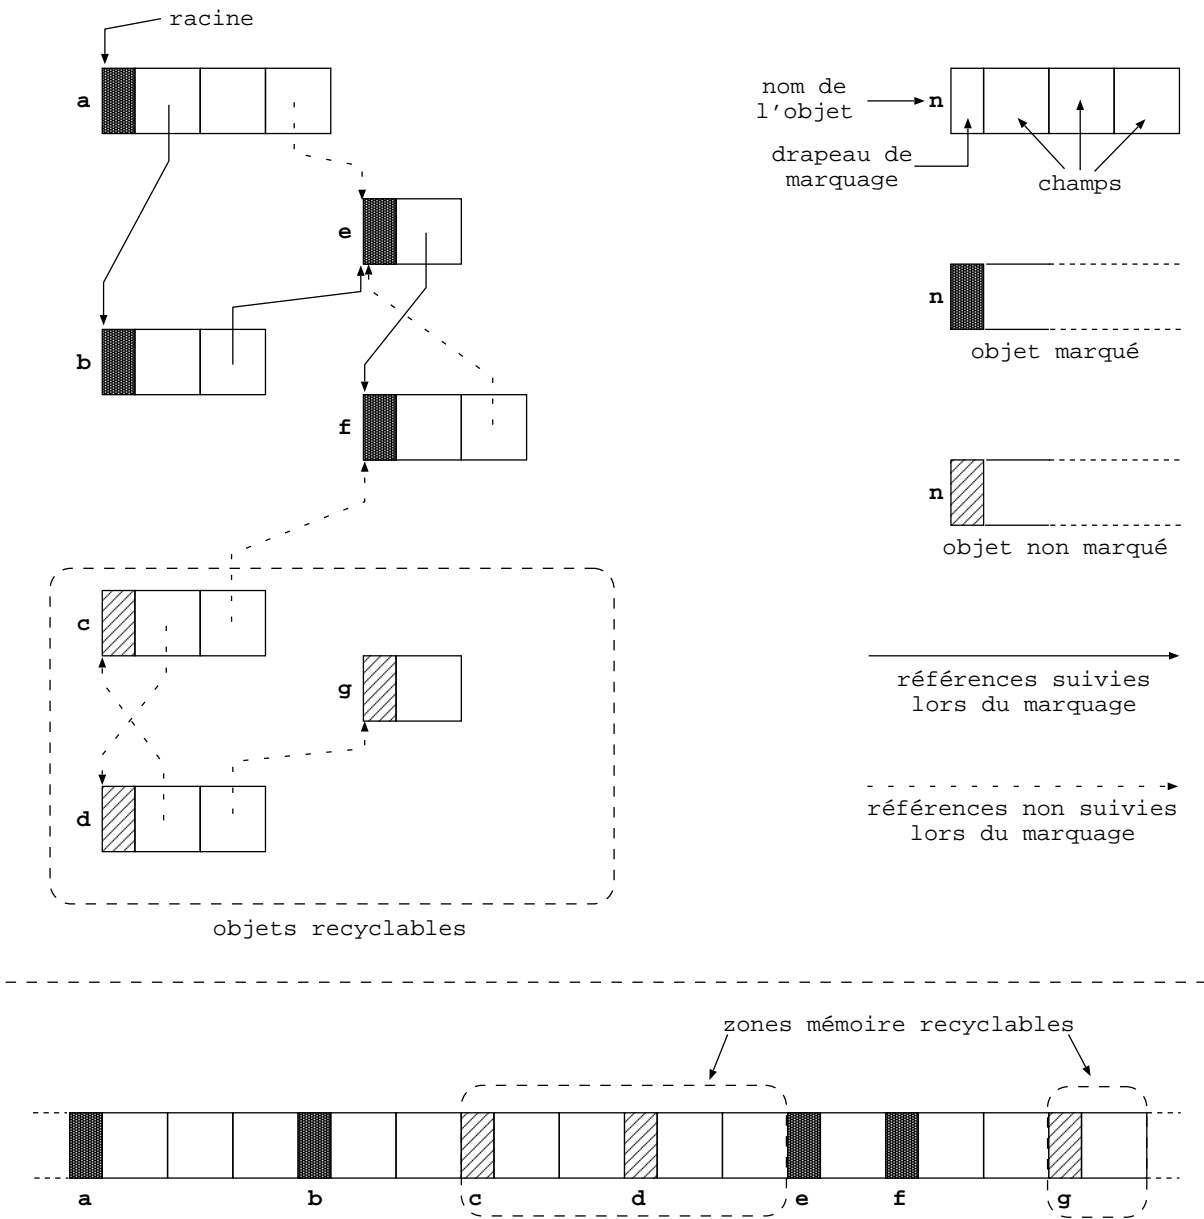 racine
a
nom de
l'objet
n
drapeau de
marquage
champs
e
n
objet marqué
b
f
n
objet non marqué
c
g
références suivies
lors du marquage
d
références non suivies
lors du marquage
objets recyclables
zones mémoire recyclables
a b c d e f g